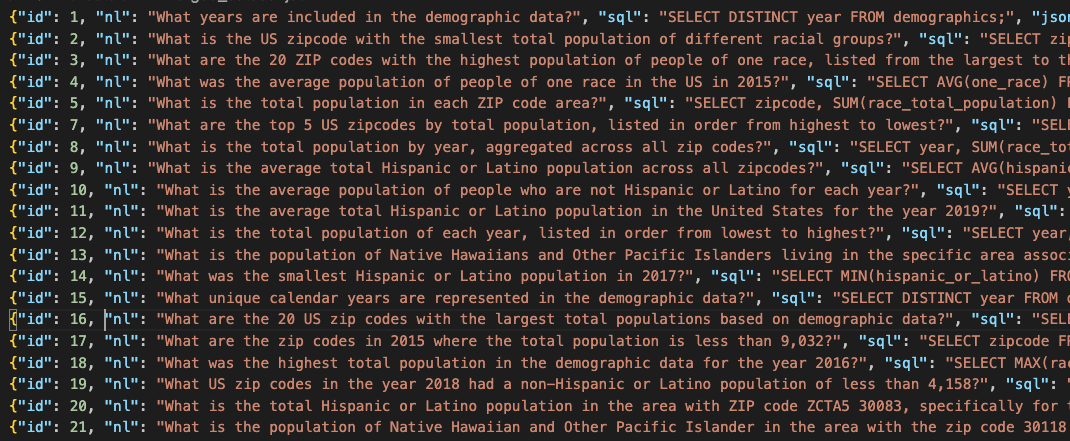 {"id": 1, "nl": "What years are included in the demographic data?", "sql": "SELECT DISTINCT year FROM demographics;", "json
{"id": 2, "nl": "What is the US zipcode with the smallest total population of different racial groups?", "sql": "SELECT zip
{"id": 3, "nl": "What are the 20 ZIP codes with the highest population of people of one race, listed from the largest to th
{"id": 4, "nl": "What was the average population of people of one race in the US in 2015?", "sql": "SELECT AVG(one_race) FR
{"id": 5, "nl": "What is the total population in each ZIP code area?", "sql": "SELECT zipcode, SUM(race_total_population)
{"id": 7, "nl": "What are the top 5 US zipcodes by total population, listed in order from highest to lowest?", "sql": "SELE
{"id": 8, "nl": "What is the total population by year, aggregated across all zip codes?", "sql": "SELECT year, SUM(race_tot
{"id": 9, "nl": "What is the average total Hispanic or Latino population across all zipcodes?", "sql": "SELECT AVG(hispanic
{"id": 10, "nl": "What is the average population of people who are not Hispanic or Latino for each year?", "sql": "SELECT y
{"id": 11, "nl": "What is the average total Hispanic or Latino population in the United States for the year 2019?", "sql":
{"id": 12, "nl": "What is the total population of each year, listed in order from lowest to highest?", "sql": "SELECT year,
{"id": 13, "nl": "What is the population of Native Hawaiians and Other Pacific Islanders living in the specific area assoc
{"id": 14, "nl": "What was the smallest Hispanic or Latino population in 2017?", "sql": "SELECT MIN(hispanic_or_latino) FRO
{"id": 15, "nl": "What unique calendar years are represented in the demographic data?", "sql": "SELECT DISTINCT year FROM d
{"id": 16, "nl": "What are the 20 US zip codes with the largest total populations based on demographic data?", "sql": "SELE
{"id": 17, "nl": "What are the zip codes in 2015 where the total population is less than 9,032?", "sql": "SELECT zipcode FR
{"id": 18, "nl": "What was the highest total population in the demographic data for the year 2016?", "sql": "SELECT MAX(rac
{"id": 19, "nl": "What US zip codes in the year 2018 had a non-Hispanic or Latino population of less than 4,158?", "sql": "
{"id": 20, "nl": "What is the total Hispanic or Latino population in the area with ZIP code ZCTA5 30083, specifically for
{"id": 21, "nl": "What is the population of Native Hawaiian and Other Pacific Islander in the area with the zip code 30118